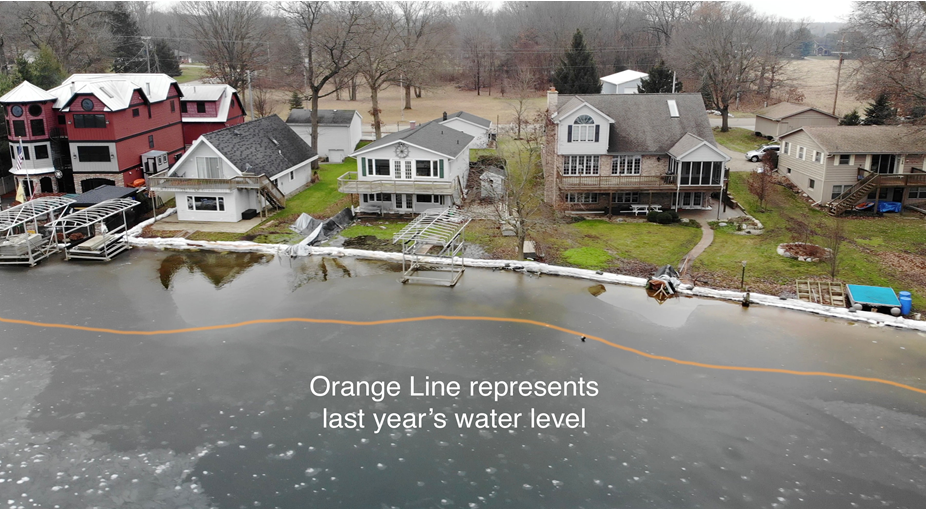 Orange Line represents
last year's water level